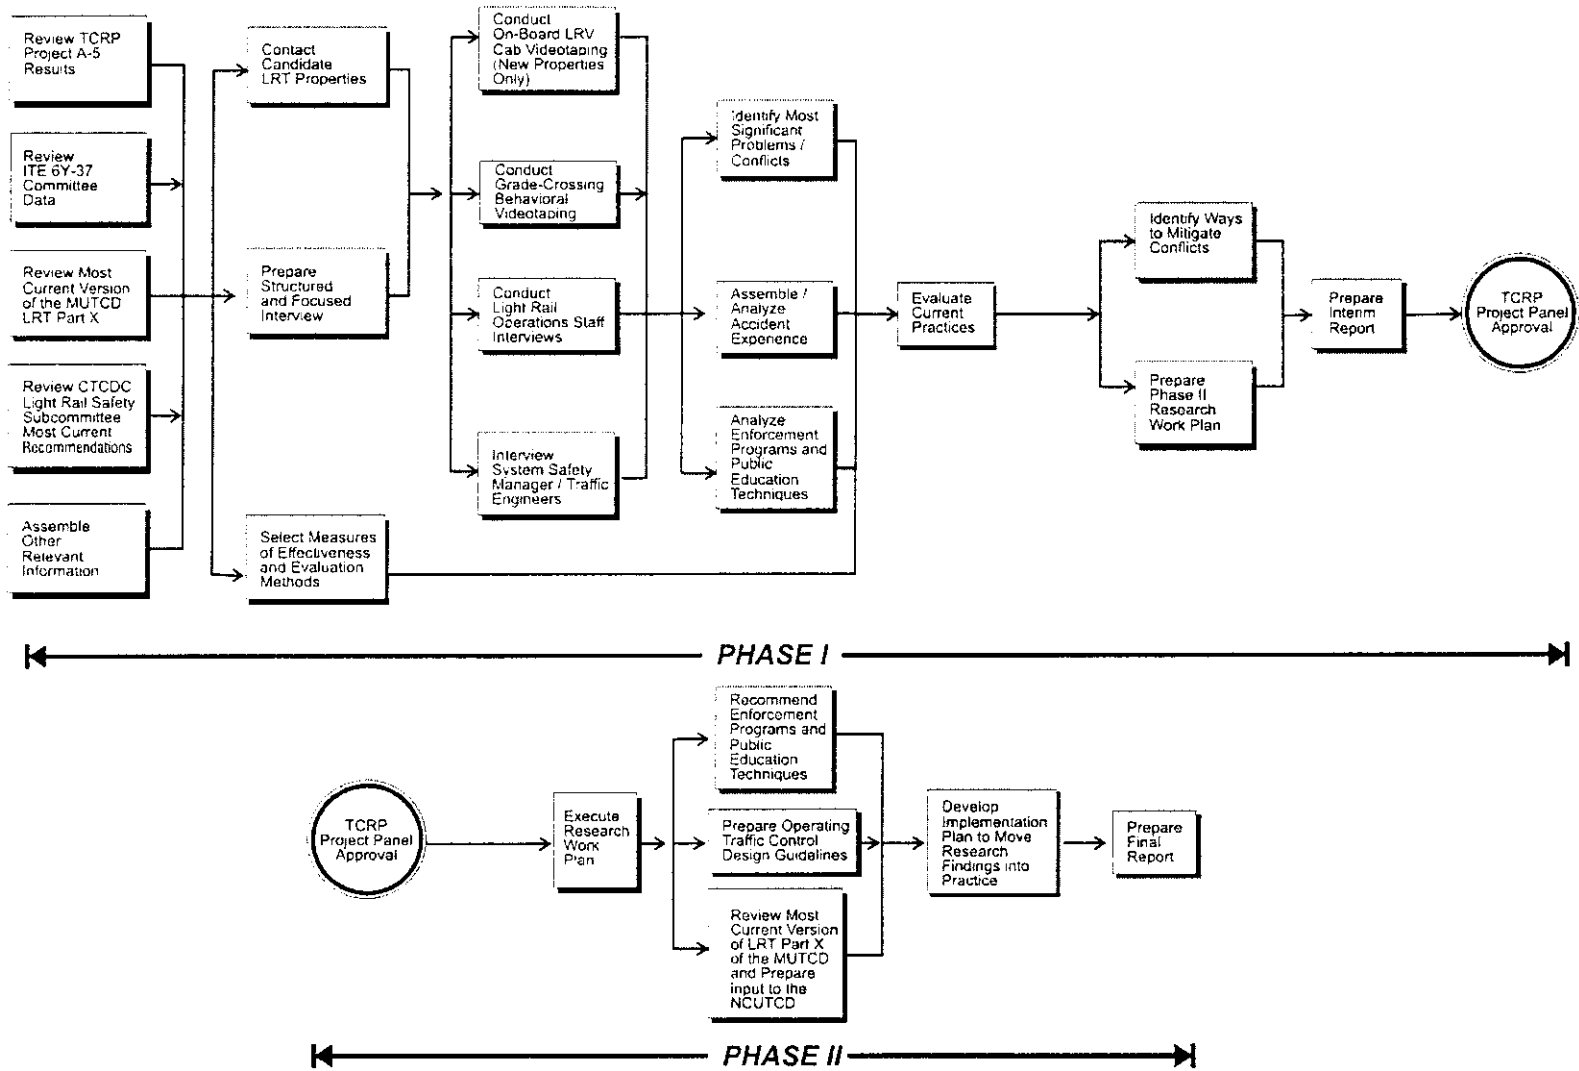 Review TCRP
Project A-5
Results
Review
ITE 6Y-37
Committee
Data
Review Most
Current Version
of the MUTCD
LRT Part X
Review CTCDC
Light Rail Safety
Subcommittee
Most Current
Recommendations
Assemble
Other
Relevant
Information
Contact
Candidate
LRT Properties
Prepare
Structured
and Focused
Interview
Select Measures
of Effectiveness
and Evaluation
Methods
Conduct
On-Board LRV
Cab Videotaping
(New Properties
Only)
Conduct
Grade-Crossing
Behavioral
Videotaping
Conduct
Light Rail
Operations Staff
Interviews
Interview
System Safety
Manager / Traffic
Engineers
Identify Most
Significant
Problems /
Conflicts
Assemble /
Analyze
Accident
Experience
Analyze
Enforcement
Programs and
Public
Education
Techniques
Evaluate
Current
Practices
Identify Ways
to Mitigate
Conflicts
Prepare
Phase II
Research
Work Plan
Prepare
Interim
Report
TCRP
Project Panel
Approval
PHASE I
TCRP
Project Panel
Approval
Execute
Research
Work
Plan
Recommend
Enforcement
Programs and
Public
Education
Techniques
Prepare Operating
Traffic Control
Design Guidelines
Review Most
Current Version
of LRT Part X
of the MUTCD
and Prepare
input to the
NCUTCD
Develop
Implementation
Plan to Move
Research
Findings into
Practice
Prepare
Final
Report
PHASE II